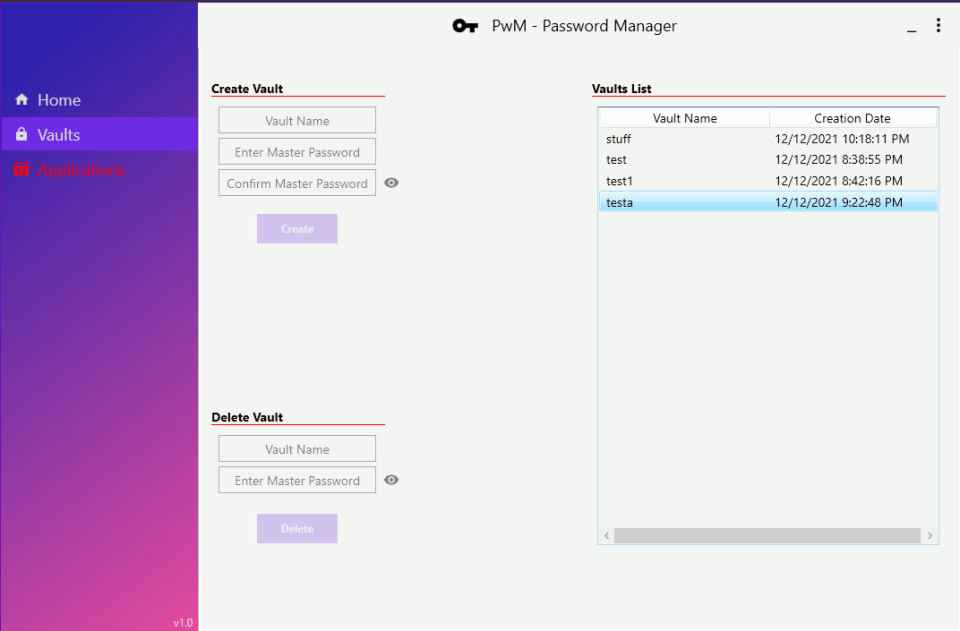 PwM - Password Manager
Home
Vaults
Applications
v1.0
Create Vault
Vault Name
Enter Master Password
Confirm Master Password
Create
Delete Vault
Vault Name
Enter Master Password
Delete
Vaults List
Vault Name Creation Date
stuff 12/12/2021 10:18:11 PM
test 12/12/2021 8:38:55 PM
test1 12/12/2021 8:42:16 PM
testa 12/12/2021 9:22:48 PM